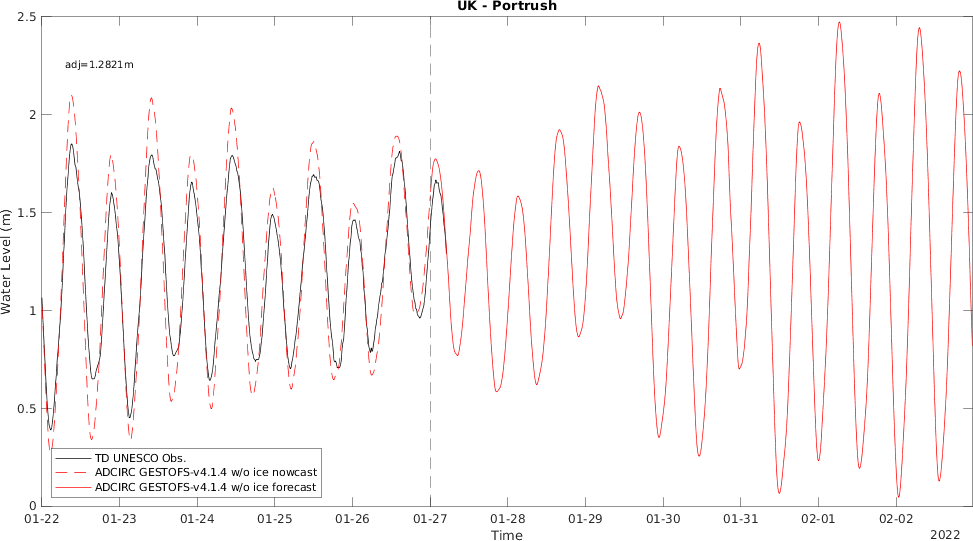 UK - Portrush
adj=1.2821m
2.5
2
1.5
1
0.5
0
Water Level (m)
TD UNESCO Obs.
ADCIRC GESTOFS-v4.1.4 w/o ice nowcast
ADCIRC GESTOFS-v4.1.4 w/o ice forecast
01-22 01-23 01-24 01-25 01-26 01-27 01-28 01-29 01-30 01-31 02-01 02-02
Time
2022